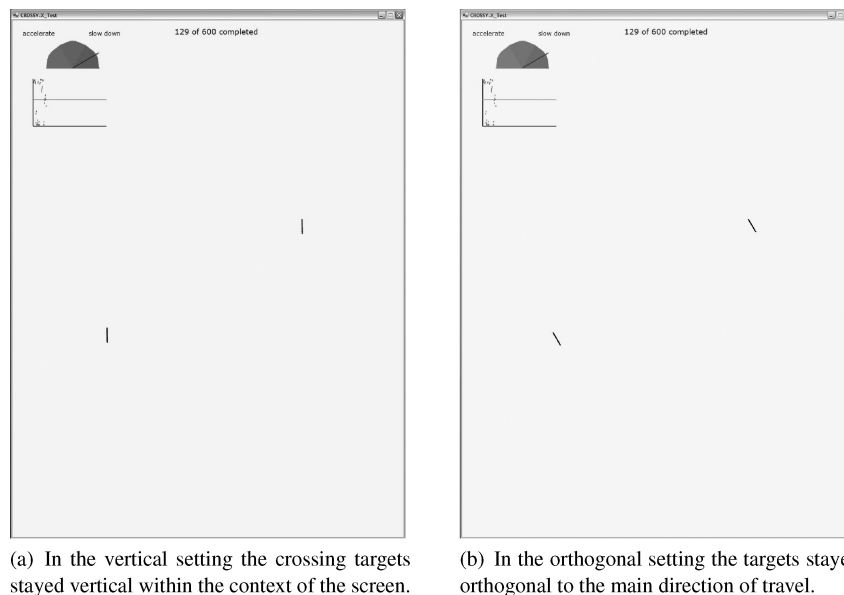 CROSSY.X_Test
accelerate slow down 129 of 600 completed
(a) In the vertical setting the crossing targets
stayed vertical within the context of the screen.
CROSSY.X_Test
accelerate slow down 129 of 600 completed
(b) In the orthogonal setting the targets staye
orthogonal to the main direction of travel.